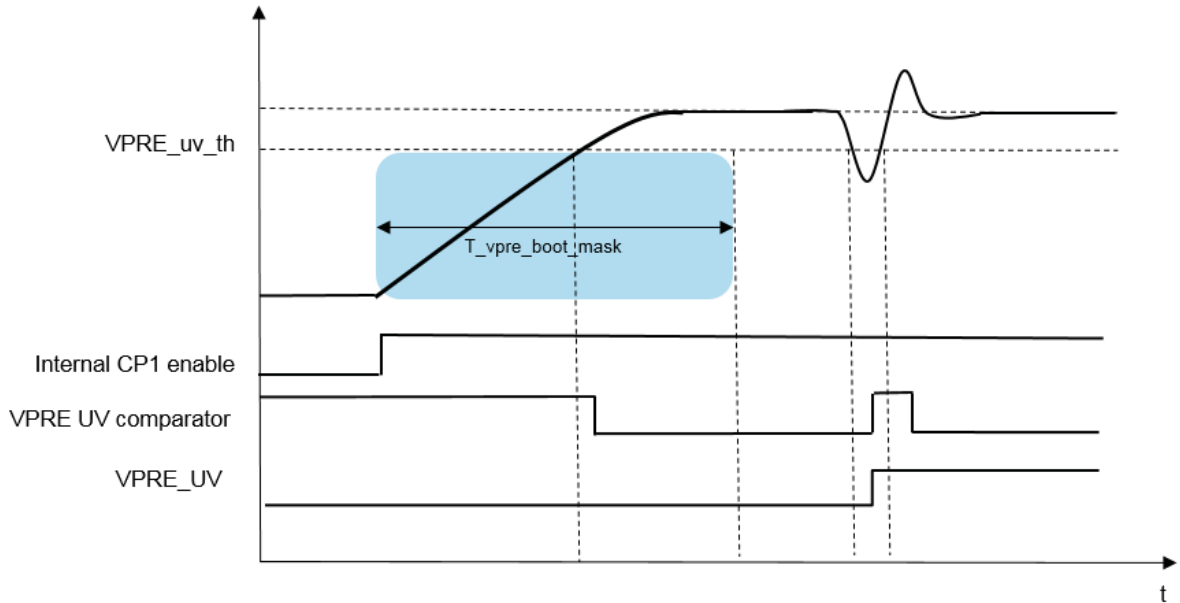 VPRE_uv_th
T_vpre_boot_mask
Internal CP1 enable
VPRE UV comparator
VPRE_UV
t